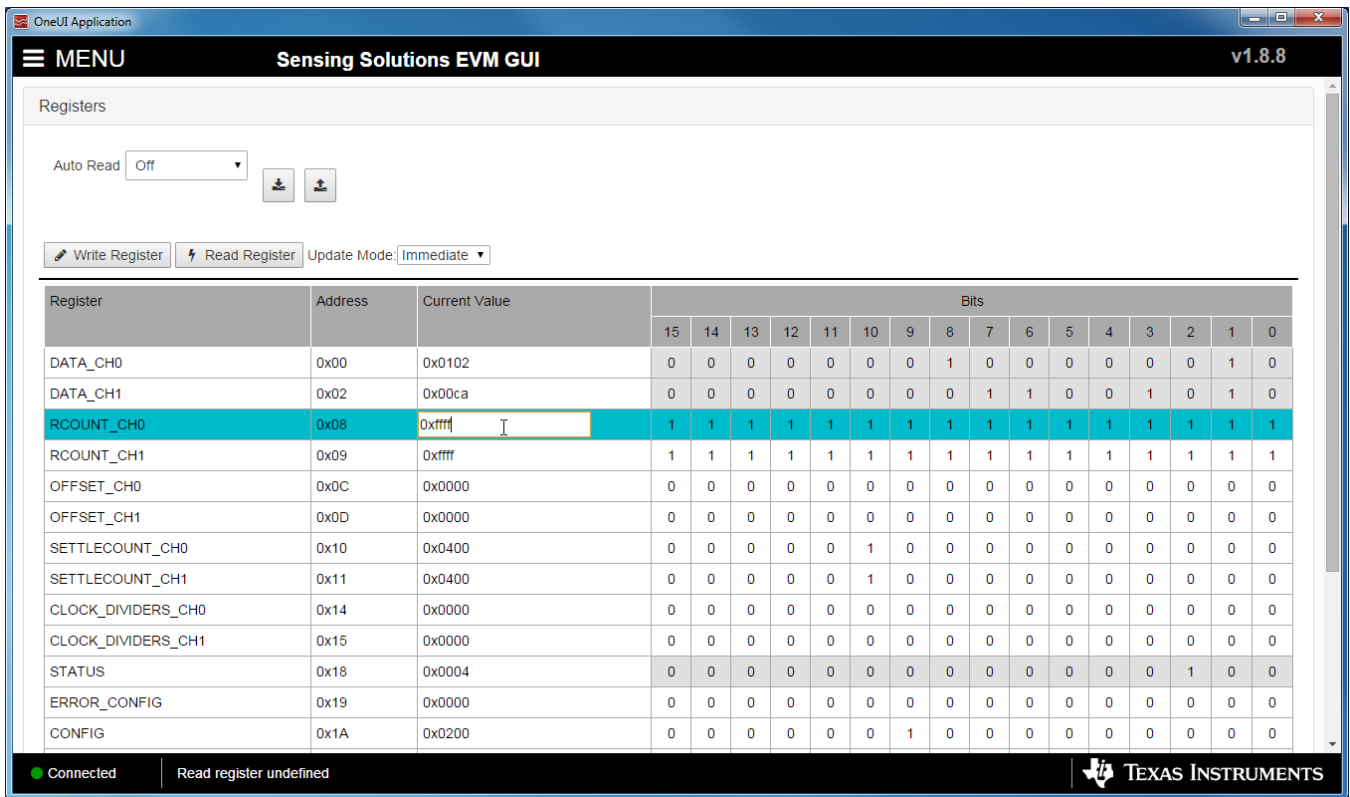 OneUI Application
MENU Sensing Solutions EVM GUI v1.8.8
Registers
Auto Read Off
Write Register Read Register Update Mode: Immediate
Register Address Current Value Bits
15 14 13 12 11 10 9 8 7 6 5 4 3 2 1 0
DATA_CH0 0x00 0x0102 0 0 0 0 0 0 0 1 0 0 0 0 0 0 1 0
DATA_CH1 0x02 0x00ca 0 0 0 0 0 0 0 0 1 1 0 0 1 0 1 0
RCOUNT_CH0 0x08 0xffff 1 1 1 1 1 1 1 1 1 1 1 1 1 1 1 1
RCOUNT_CH1 0x09 0xffff 1 1 1 1 1 1 1 1 1 1 1 1 1 1 1 1
OFFSET_CH0 0x0C 0x0000 0 0 0 0 0 0 0 0 0 0 0 0 0 0 0 0
OFFSET_CH1 0x0D 0x0000 0 0 0 0 0 0 0 0 0 0 0 0 0 0 0 0
SETTLECOUNT_CH0 0x10 0x0400 0 0 0 0 0 1 0 0 0 0 0 0 0 0 0 0
SETTLECOUNT_CH1 0x11 0x0400 0 0 0 0 0 1 0 0 0 0 0 0 0 0 0 0
CLOCK_DIVIDERS_CH0 0x14 0x0000 0 0 0 0 0 0 0 0 0 0 0 0 0 0 0 0
CLOCK_DIVIDERS_CH1 0x15 0x0000 0 0 0 0 0 0 0 0 0 0 0 0 0 0 0 0
STATUS 0x18 0x0004 0 0 0 0 0 0 0 0 0 0 0 0 0 1 0 0
ERROR_CONFIG 0x19 0x0000 0 0 0 0 0 0 0 0 0 0 0 0 0 0 0 0
CONFIG 0x1A 0x0200 0 0 0 0 0 0 1 0 0 0 0 0 0 0 0 0
Connected Read register undefined TEXAS INSTRUMENTS